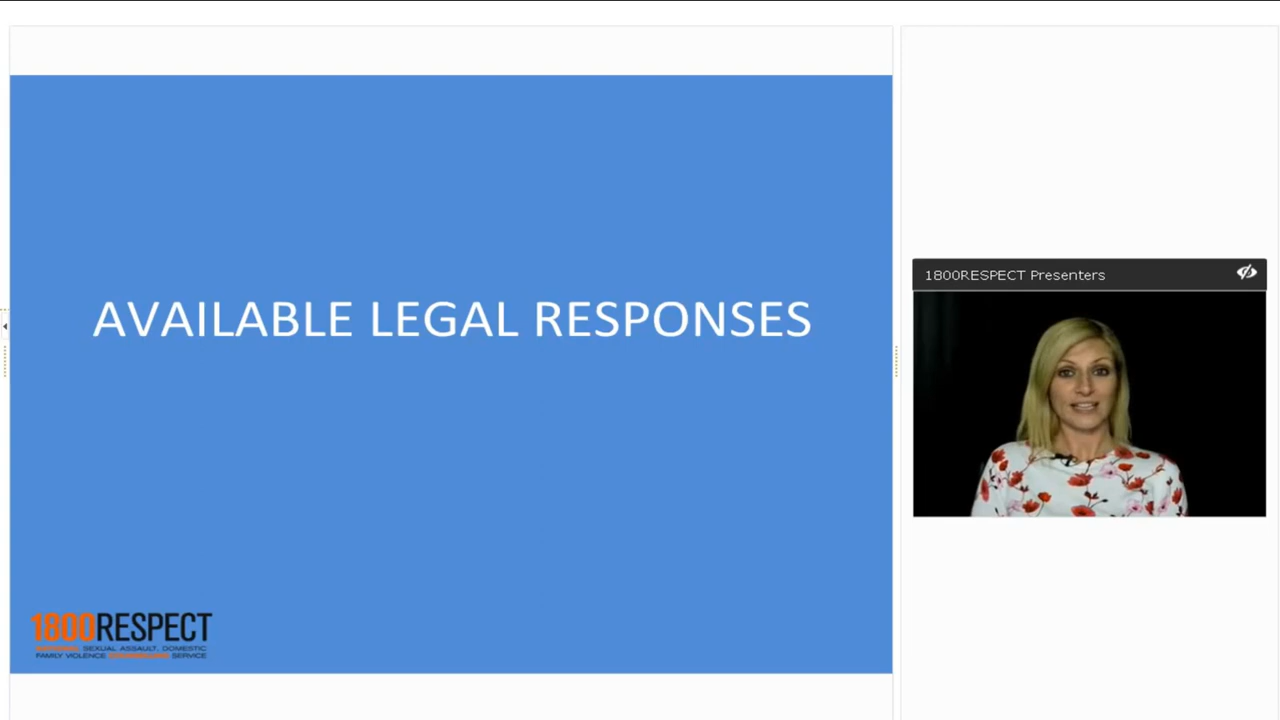 AVAILABLE LEGAL RESPONSES
1800RESPECT Presenters
1800RESPECT
SEXUAL ASSAULT, DOMESTIC
FAMILY VIOLENCE SERVICE